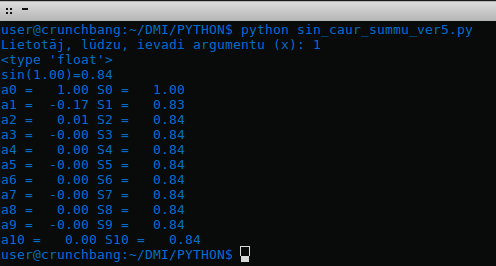 user@crunchbang:~/DMI/PYTHON$ python sin_caur_summu_ver5.py
Lietotāj, lūdzu, ievadi argumentu (x): 1
<type 'float'>
sin(1.00)=0.84
a0 =   1.00 S0 =   1.00
a1 =  -0.17 S1 =   0.83
a2 =   0.01 S2 =   0.84
a3 =  -0.00 S3 =   0.84
a4 =   0.00 S4 =   0.84
a5 =  -0.00 S5 =   0.84
a6 =   0.00 S6 =   0.84
a7 =  -0.00 S7 =   0.84
a8 =   0.00 S8 =   0.84
a9 =  -0.00 S9 =   0.84
a10 =   0.00 S10 =   0.84
user@crunchbang:~/DMI/PYTHON$